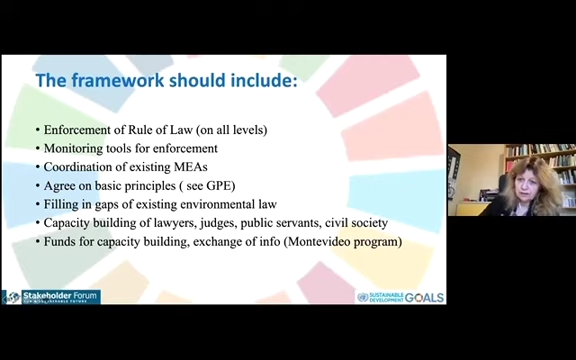 The framework should include:
• Enforcement of Rule of Law (on all levels)
• Monitoring tools for enforcement
• Coordination of existing MEAs
• Agree on basic principles ( see GPE)
• Filling in gaps of existing environmental law
• Capacity building of lawyers, judges, public servants, civil society
• Funds for capacity building, exchange of info (Montevideo program)
Stakeholder Forum
SUSTAINABLE
DEVELOPMENT
GOALS